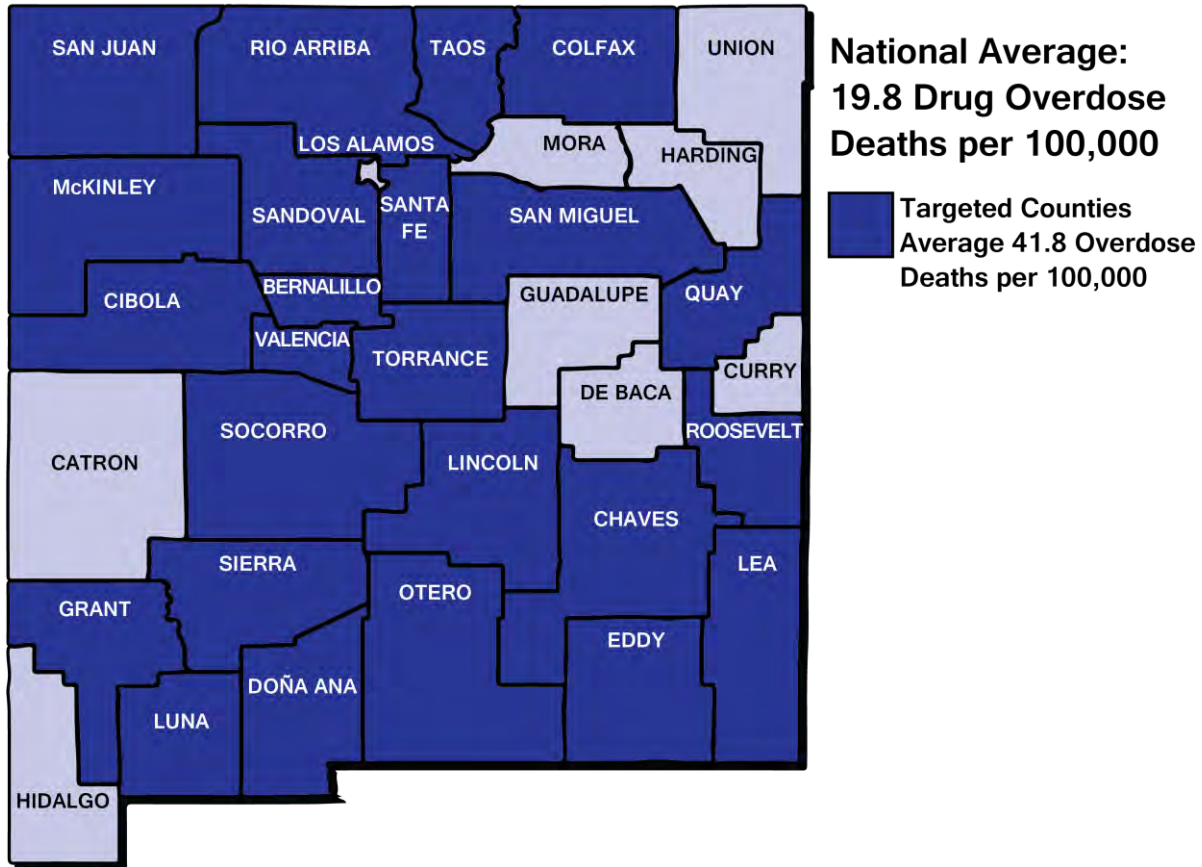 SAN JUAN
RIO ARRIBA
TAOS
COLFAX
UNION
LOS ALAMOS
MORA
HARDING
McKINLEY
SANDOVAL
SANTA
FE
SAN MIGUEL
CIBOLA
BERNALILLO
GUADALUPE
QUAY
VALENCIA
TORRANCE
CURRY
DE BACA
SOCORRO
ROOSEVELT
CATRON
LINCOLN
CHAVES
SIERRA
LEA
GRANT
OTERO
EDDY
DOÑA ANA
LUNA
HIDALGO
National Average:
19.8 Drug Overdose
Deaths per 100,000
Targeted Counties
Average 41.8 Overdose
Deaths per 100,000